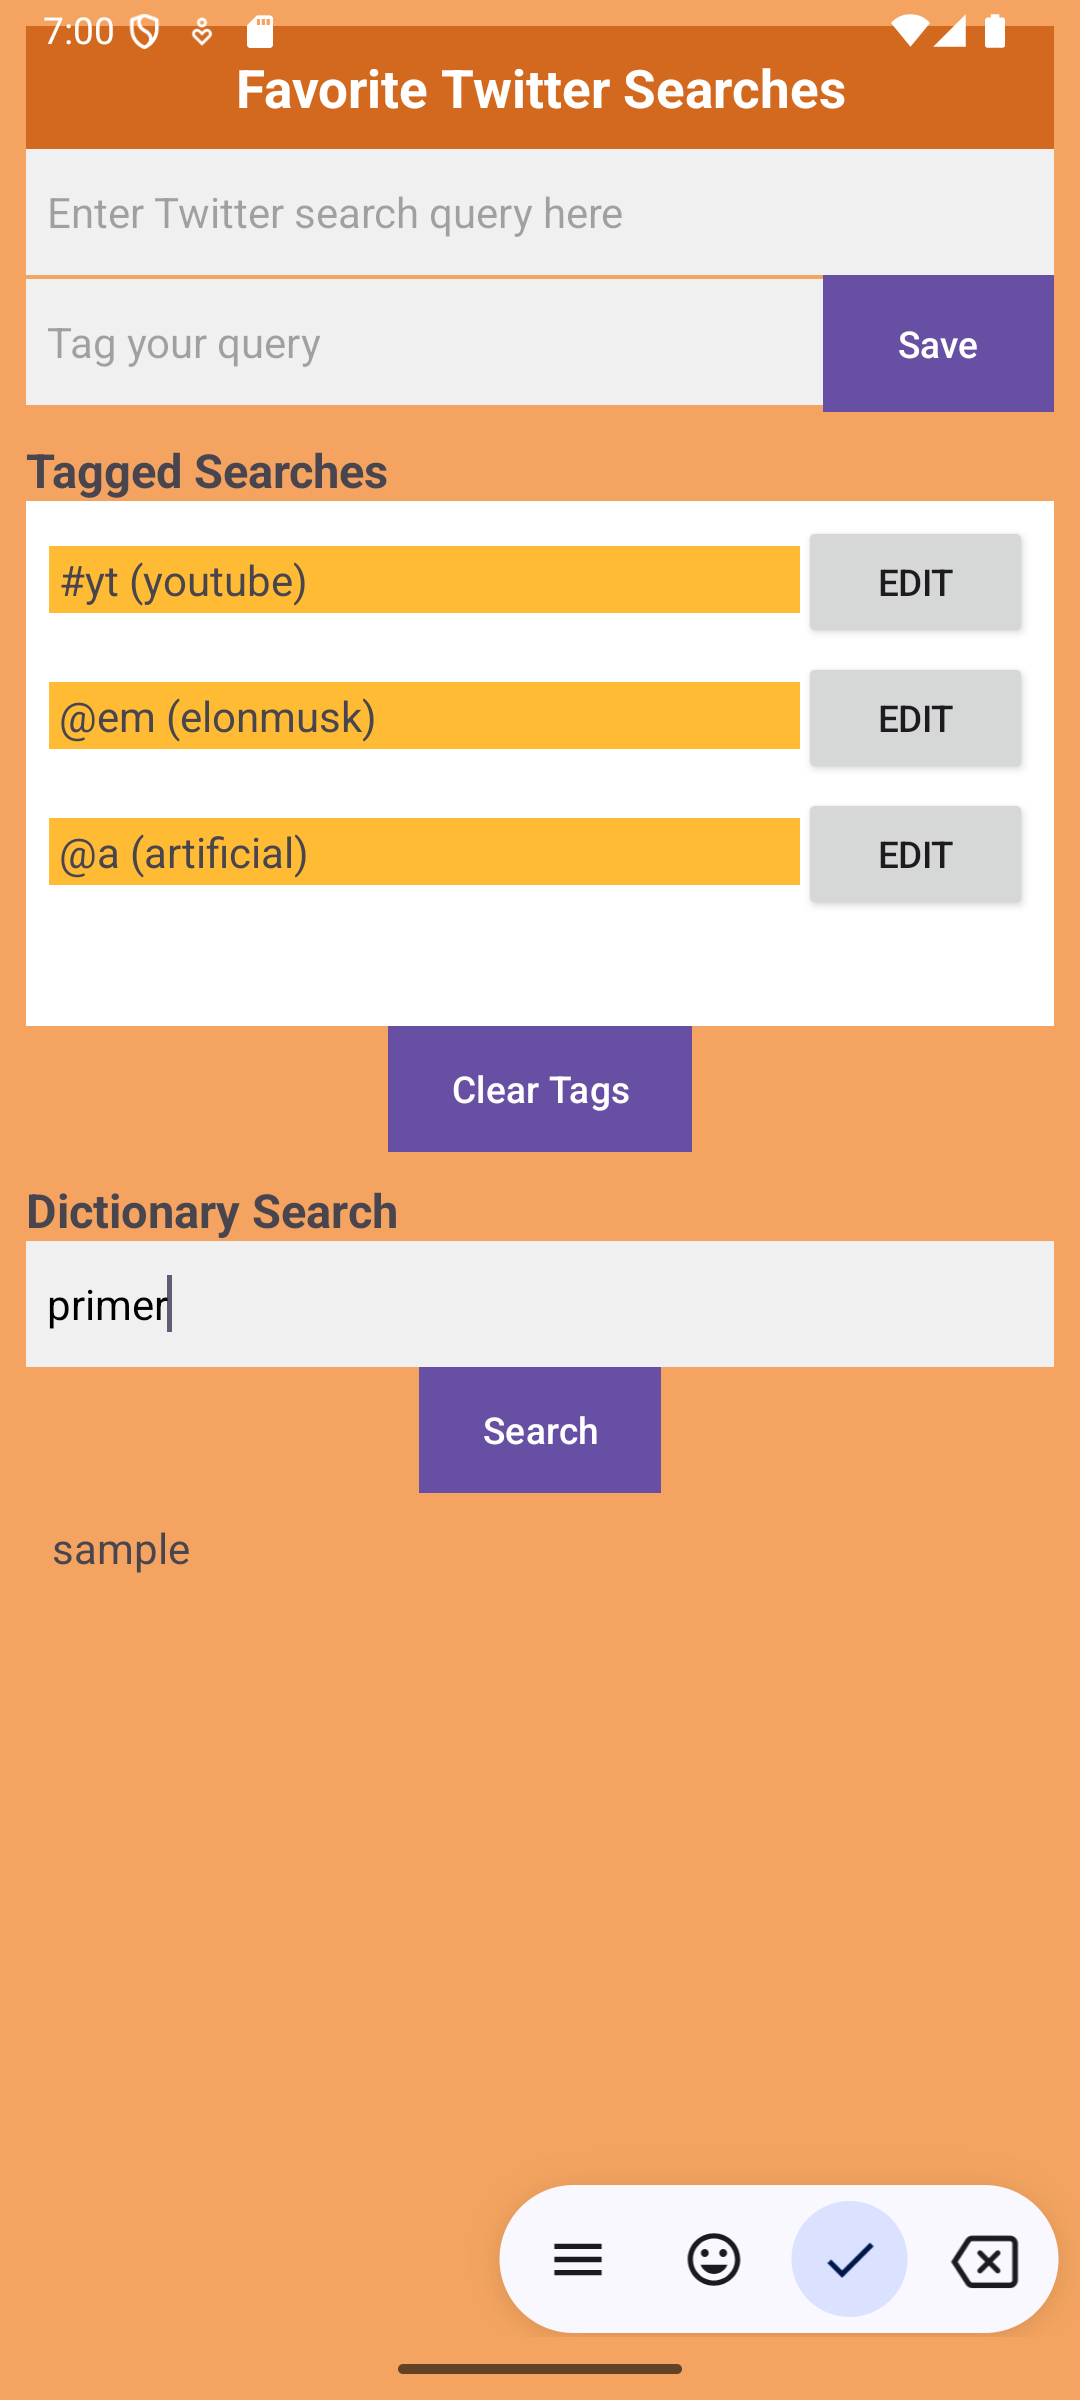 7:00
Favorite Twitter Searches
Enter Twitter search query here
Tag your query
Save
Tagged Searches
#yt (youtube)
EDIT
@em (elonmusk)
EDIT
@a (artificial)
EDIT
Clear Tags
Dictionary Search
primer
Search
sample